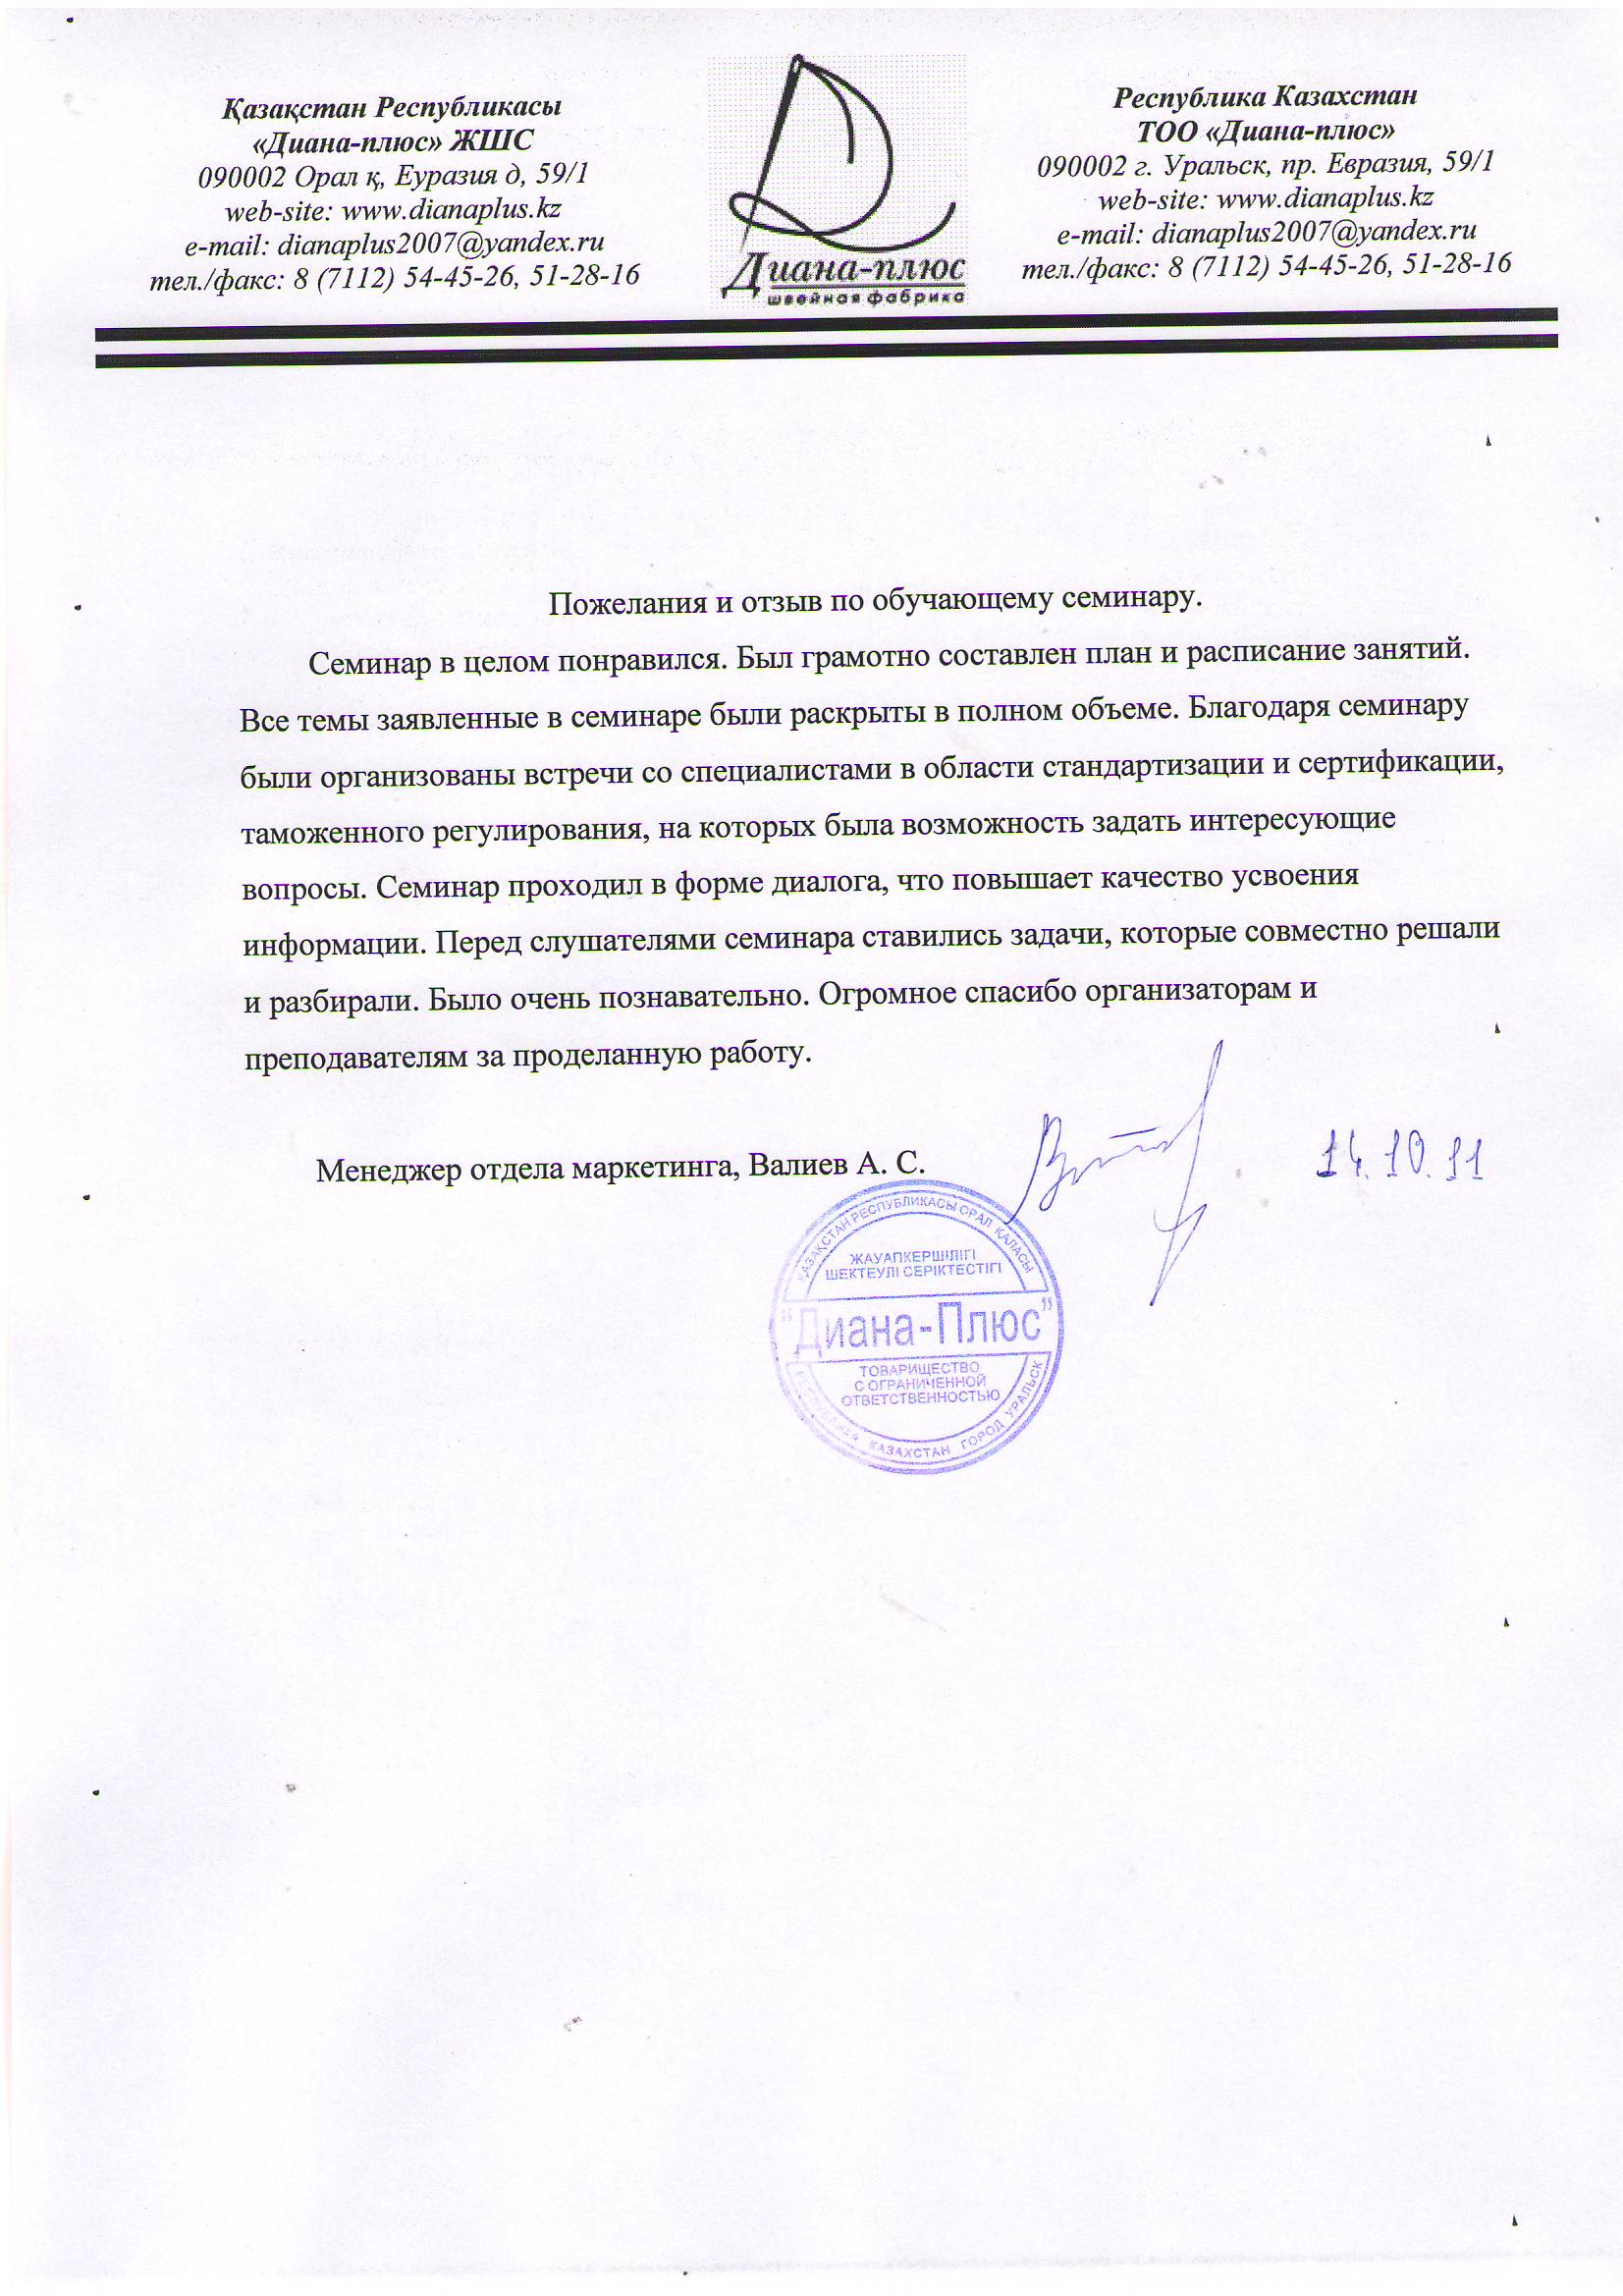 Қазақстан Республикасы
«Диана-плюс» ЖШС
090002 Орал қ, Еуразия д, 59/1
web-site: www.dianaplus.kz
e-mail: dianaplus2007@yandex.ru
тел./факс: 8 (7112) 54-45-26, 51-28-16
Диана-плюс
швейная фабрика
Республика Казахстан
ТОО «Диана-плюс»
090002 г. Уральск, пр. Евразия, 59/1
web-site: www.dianaplus.kz
e-mail: dianaplus2007@yandex.ru
тел./факс: 8 (7112) 54-45-26, 51-28-16
Пожелания и отзыв по обучающему семинару.
Семинар в целом понравился. Был грамотно составлен план и расписание занятий.
Все темы заявленные в семинаре были раскрыты в полном объеме. Благодаря семинару
были организованы встречи со специалистами в области стандартизации и сертификации,
таможенного регулирования, на которых была возможность задать интересующие
вопросы. Семинар проходил в форме диалога, что повышает качество усвоения
информации. Перед слушателями семинара ставились задачи, которые совместно решали
и разбирали. Было очень познавательно. Огромное спасибо организаторам и
преподавателям за проделанную работу.
Менеджер отдела маркетинга, Валиев А. С.
14.10.11
ҚАЗАҚСТАН РЕСПУБЛИКАСЫ ОРАЛ ҚАЛАСЫ
ЖАУАПКЕРШІЛІГІ
ШЕКТЕУЛІ СЕРІКТЕСТІГІ
"Диана-Плюс"
ТОВАРИЩЕСТВО
С ОГРАНИЧЕННОЙ
ОТВЕТСТВЕННОСТЬЮ
РЕСПУБЛИКА КАЗАХСТАН ГОРОД УРАЛЬСК